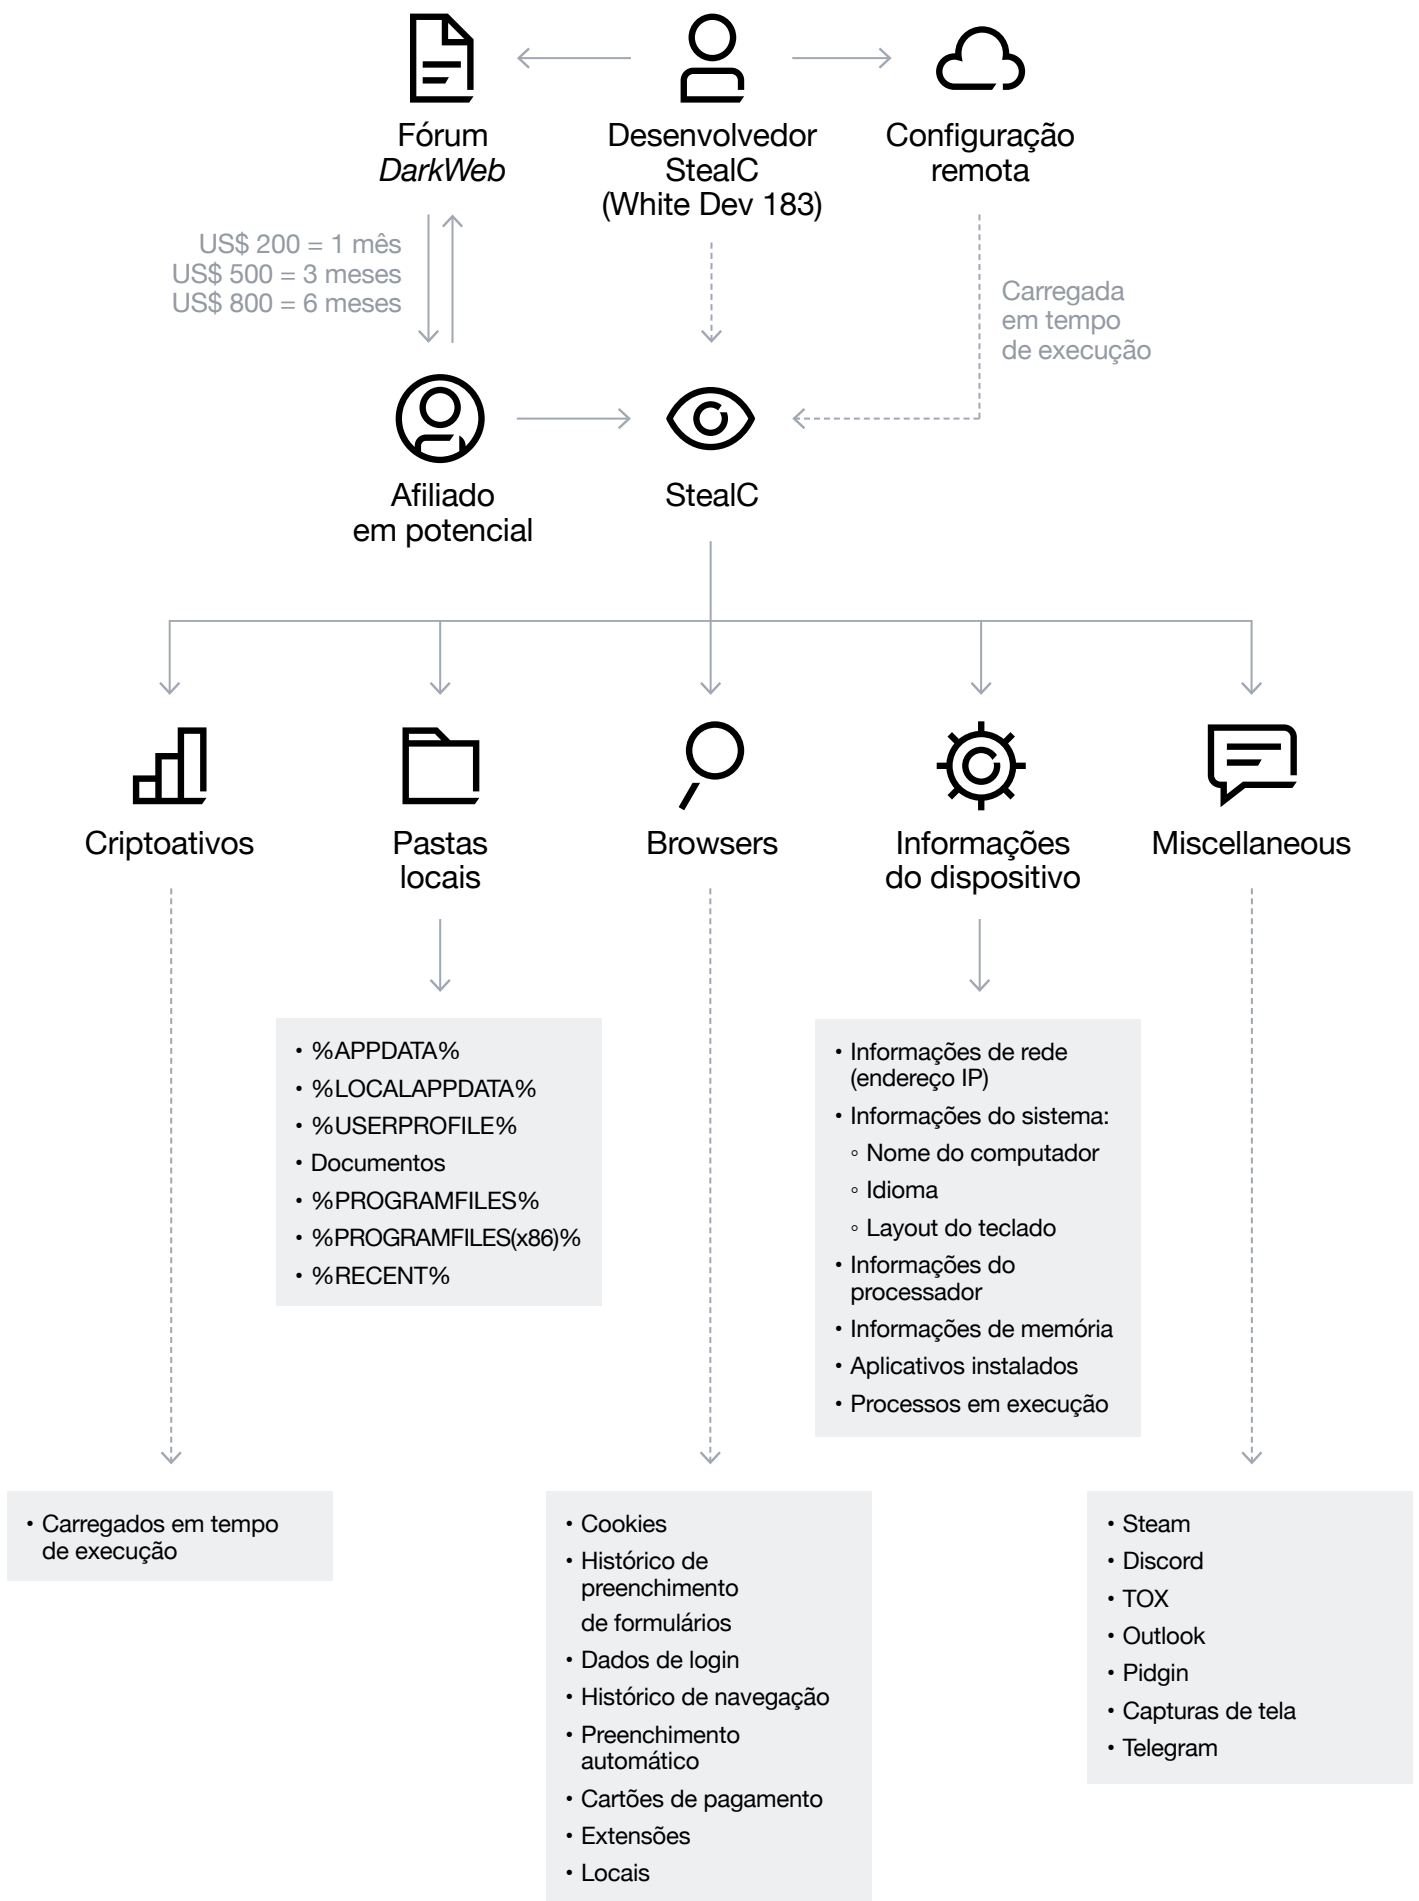 Fórum
DarkWeb
Desenvolvedor
StealC
(White Dev 183)
Configuração
remota
US$ 200 = 1 mês
US$ 500 = 3 meses
US$ 800 = 6 meses
Carregada
em tempo
de execução
Afiliado
em potencial
StealC
Criptoativos
Pastas
locais
Browsers
Informações
do dispositivo
Miscellaneous
• %APPDATA%
• %LOCALAPPDATA%
• %USERPROFILE%
• Documentos
• %PROGRAMFILES%
• %PROGRAMFILES(x86)%
• %RECENT%
• Informações de rede
(endereço IP)
• Informações do sistema:
◦ Nome do computador
◦ Idioma
◦ Layout do teclado
• Informações do
processador
• Informações de memória
• Aplicativos instalados
• Processos em execução
• Carregados em tempo
de execução
• Cookies
• Histórico de
preenchimento
de formulários
• Dados de login
• Histórico de navegação
• Preenchimento
automático
• Cartões de pagamento
• Extensões
• Locais
• Steam
• Discord
• TOX
• Outlook
• Pidgin
• Capturas de tela
• Telegram